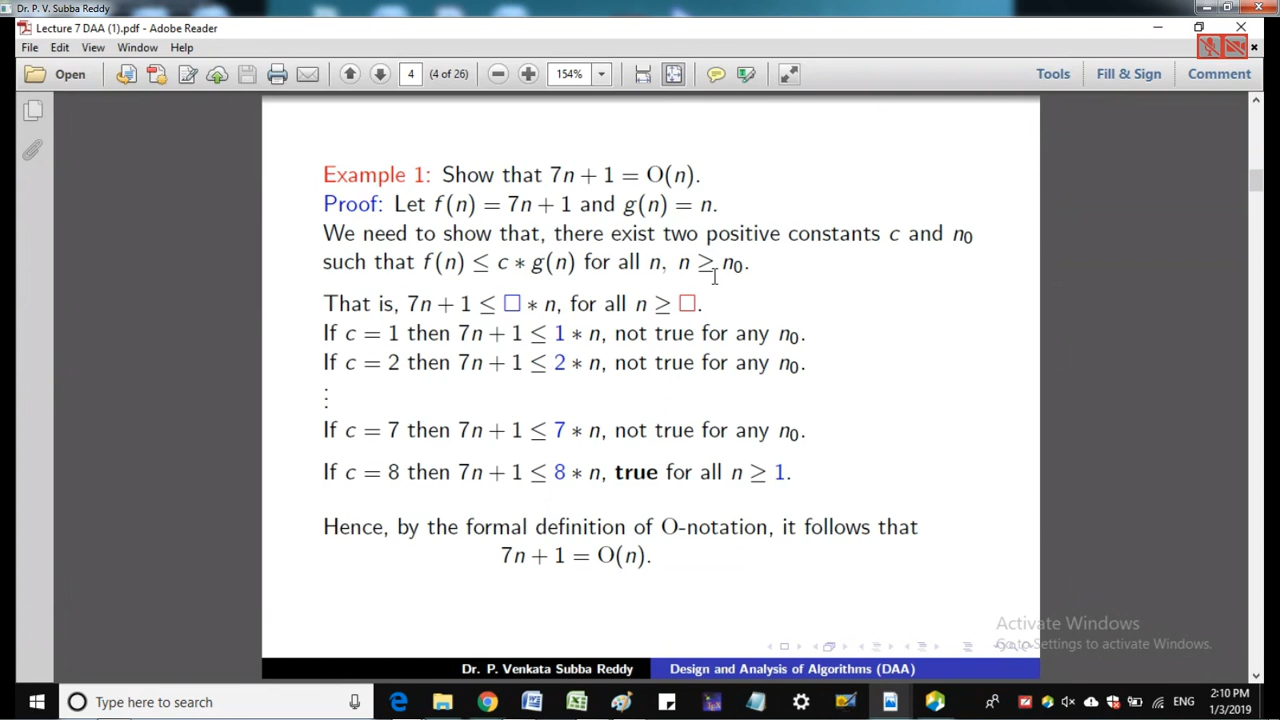 Dr. P. V. Subba Reddy
Lecture 7 DAA (1).pdf - Adobe Reader
File Edit View Window Help
Open 4 (4 of 26) 154% Tools Fill & Sign Comment
Example 1: Show that 7n + 1 = O(n).
Proof: Let f(n) = 7n + 1 and g(n) = n.
We need to show that, there exist two positive constants c and n₀
such that f(n) ≤ c ∗ g(n) for all n, n ≥ n₀.
That is, 7n + 1 ≤ □ ∗ n, for all n ≥ □.
If c = 1 then 7n + 1 ≤ 1 ∗ n, not true for any n₀.
If c = 2 then 7n + 1 ≤ 2 ∗ n, not true for any n₀.
⋮
If c = 7 then 7n + 1 ≤ 7 ∗ n, not true for any n₀.
If c = 8 then 7n + 1 ≤ 8 ∗ n, true for all n ≥ 1.
Hence, by the formal definition of O-notation, it follows that
7n + 1 = O(n).
Activate Windows
Go to Settings to activate Windows.
Dr. P. Venkata Subba Reddy Design and Analysis of Algorithms (DAA)
Type here to search ENG 2:10 PM
1/3/2019